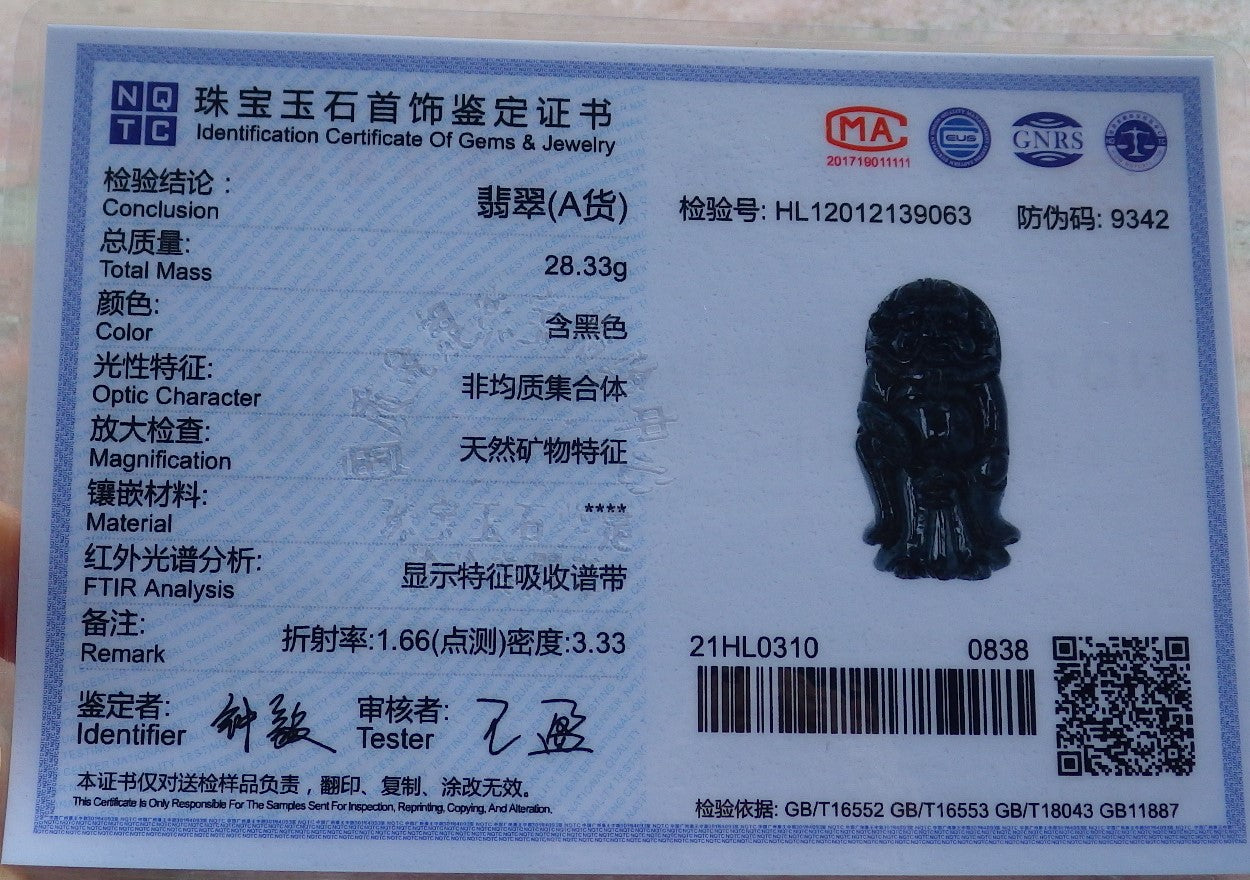 NQ
TC
珠宝玉石首饰鉴定证书
Identification Certificate Of Gems & Jewelry
MA
201719011111
GNRS
检验结论：
Conclusion
翡翠(A货)
检验号: HL12012139063
防伪码: 9342
总质量:
Total Mass
28.33g
颜色:
Color
含黑色
光性特征:
Optic Character
非均质集合体
放大检查:
Magnification
天然矿物特征
镶嵌材料:
Material
****
红外光谱分析:
FTIR Analysis
显示特征吸收谱带
备注:
Remark
折射率:1.66(点测)密度:3.33
鉴定者:
Identifier
审核者:
Tester
本证书仅对送检样品负责，翻印、复制、涂改无效。
This Certificate Is Only Responsible For The Samples Sent For Inspection, Reprinting, Copying, And Alteration.
21HL0310
0838
检验依据: GB/T16552 GB/T16553 GB/T18043 GB11887